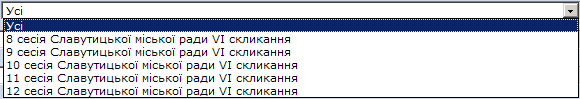 Усі
Усі
8 сесія Славутицької міської ради VI скликання
9 сесія Славутицької міської ради VI скликання
10 сесія Славутицької міської ради VI скликання
11 сесія Славутицької міської ради VI скликання
12 сесія Славутицької міської ради VI скликання